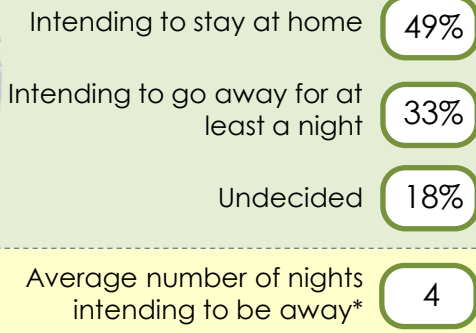 Intending to stay at home 49%
Intending to go away for at
least a night 33%
Undecided 18%
Average number of nights
intending to be away* 4